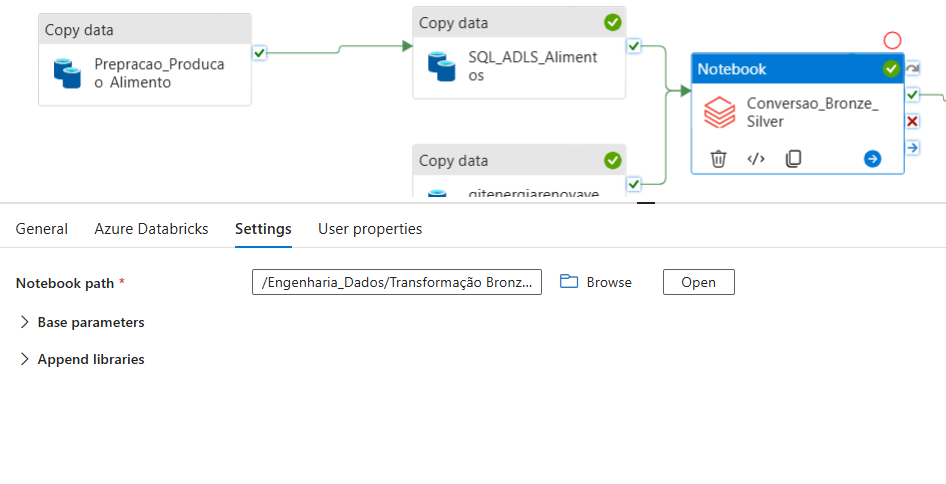 Copy data
Prepracao_Produca
o Alimento
Copy data
SQL_ADLS_Aliment
os
Copy data
gitenergiarenovave
Notebook
Conversao_Bronze_
Silver
General
Azure Databricks
Settings
User properties
Notebook path *
/Engenharia_Dados/Transformação Bronz...
Browse
Open
Base parameters
Append libraries